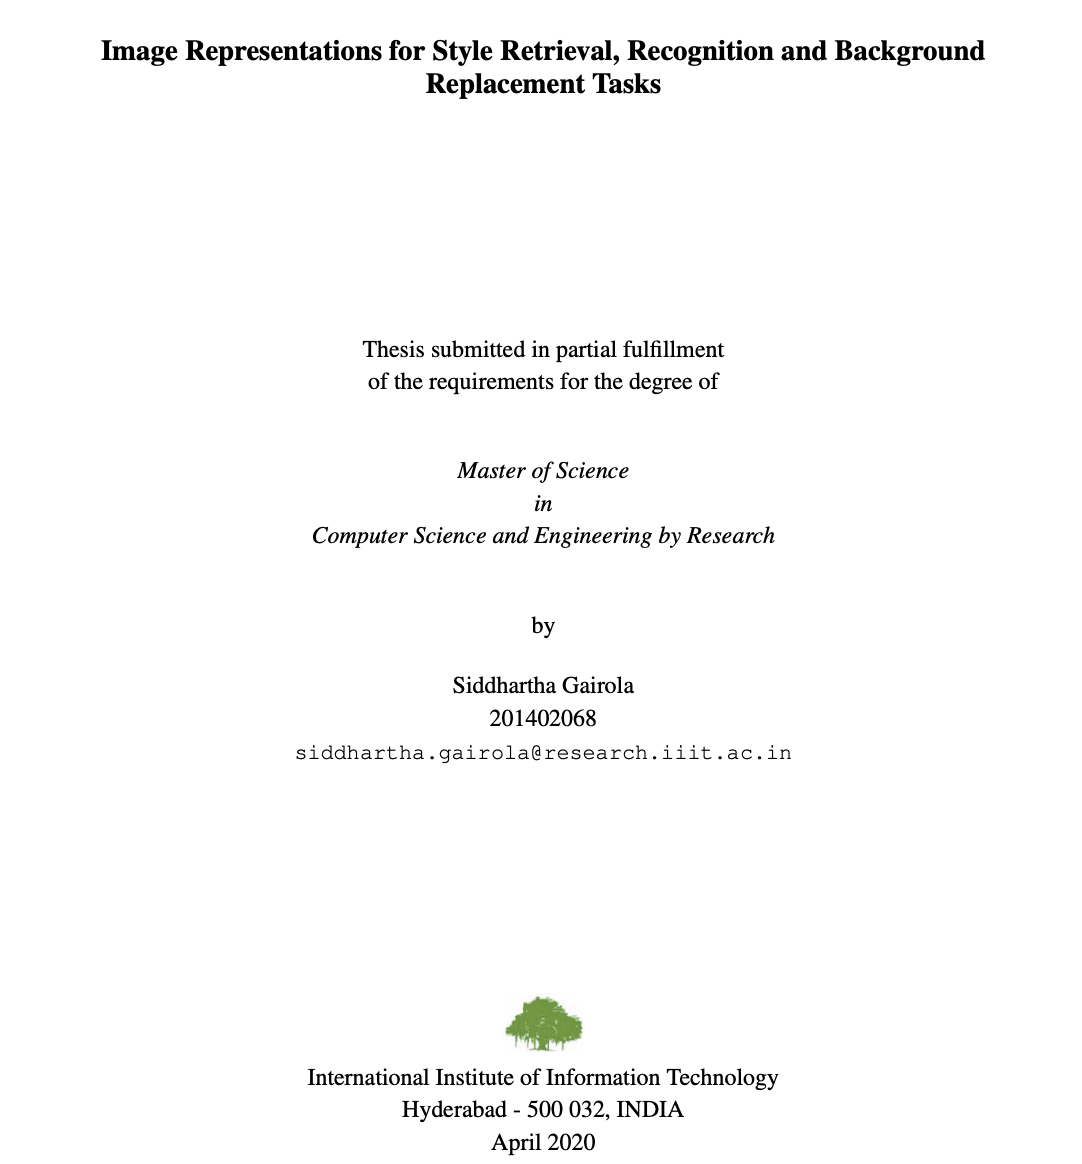 Image Representations for Style Retrieval, Recognition and Background
Replacement Tasks
Thesis submitted in partial fulfillment
of the requirements for the degree of
Master of Science
in
Computer Science and Engineering by Research
by
Siddhartha Gairola
201402068
siddhartha.gairola@research.iiit.ac.in
International Institute of Information Technology
Hyderabad - 500 032, INDIA
April 2020